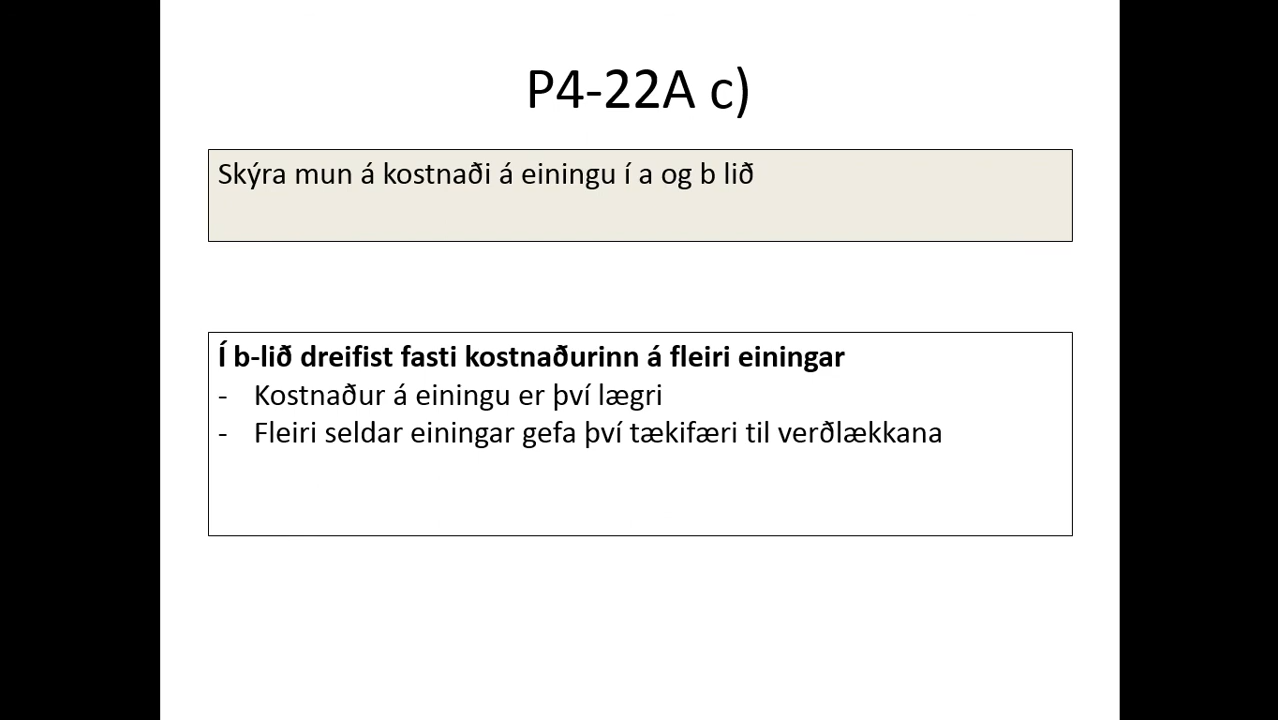 P4-22A c)
Skýra mun á kostnaði á einingu í a og b lið
Í b-lið dreifist fasti kostnaðurinn á fleiri einingar
- Kostnaður á einingu er því lægri
- Fleiri seldar einingar gefa því tækifæri til verðlækkana